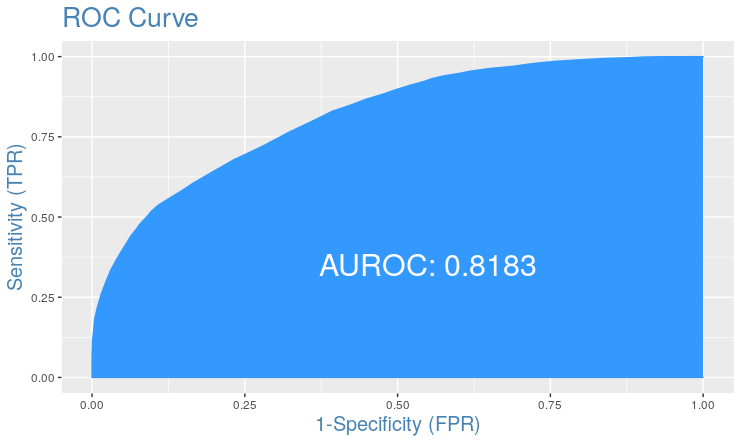 ROC Curve
1.00
0.75
0.50
0.25
0.00
Sensitivity (TPR)
AUROC: 0.8183
0.00 0.25 0.50 0.75 1.00
1-Specificity (FPR)